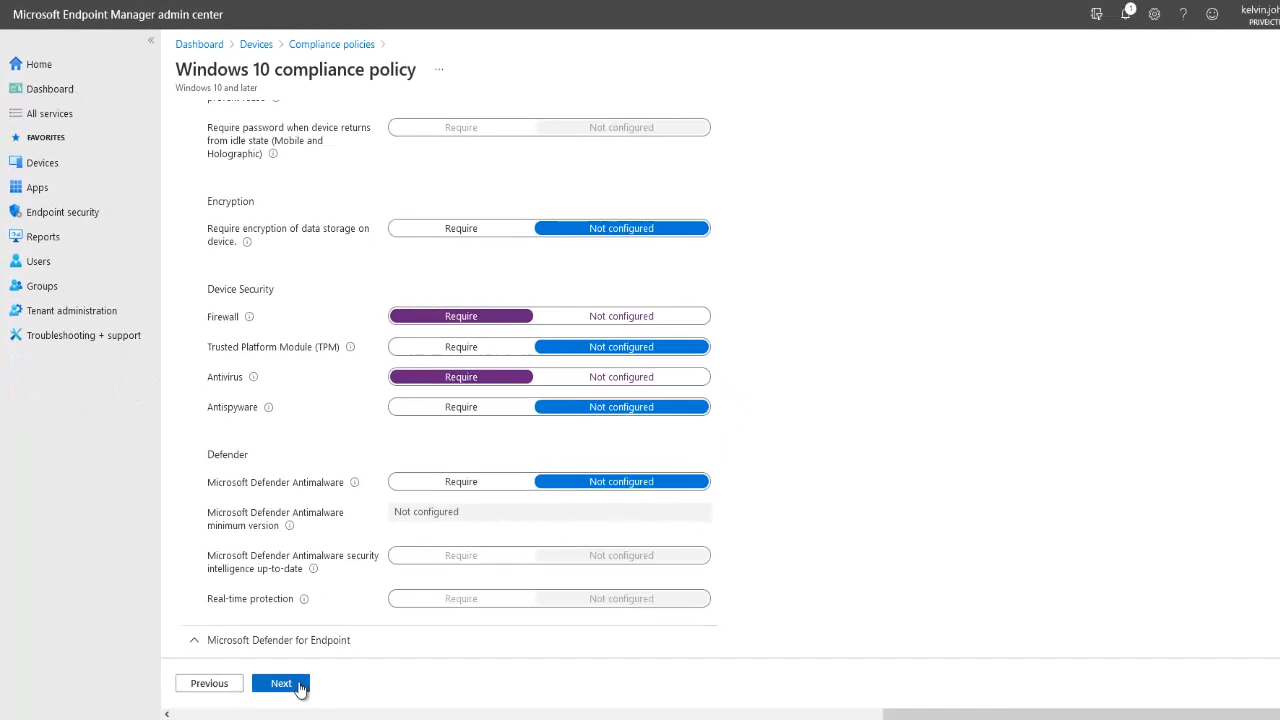 Microsoft Endpoint Manager admin center
1
kelvin.joh
PRIVECTI
Home
Dashboard
All services
FAVORITES
Devices
Apps
Endpoint security
Reports
Users
Groups
Tenant administration
Troubleshooting + support
Dashboard > Devices > Compliance policies >
Windows 10 compliance policy ...
Windows 10 and later
prevent reuse
Require password when device returns
from idle state (Mobile and
Holographic)
Require Not configured
Encryption
Require encryption of data storage on
device.
Require Not configured
Device Security
Firewall Require Not configured
Trusted Platform Module (TPM) Require Not configured
Antivirus Require Not configured
Antispyware Require Not configured
Defender
Microsoft Defender Antimalware Require Not configured
Microsoft Defender Antimalware
minimum version
Not configured
Microsoft Defender Antimalware security
intelligence up-to-date
Require Not configured
Real-time protection Require Not configured
Microsoft Defender for Endpoint
Previous Next